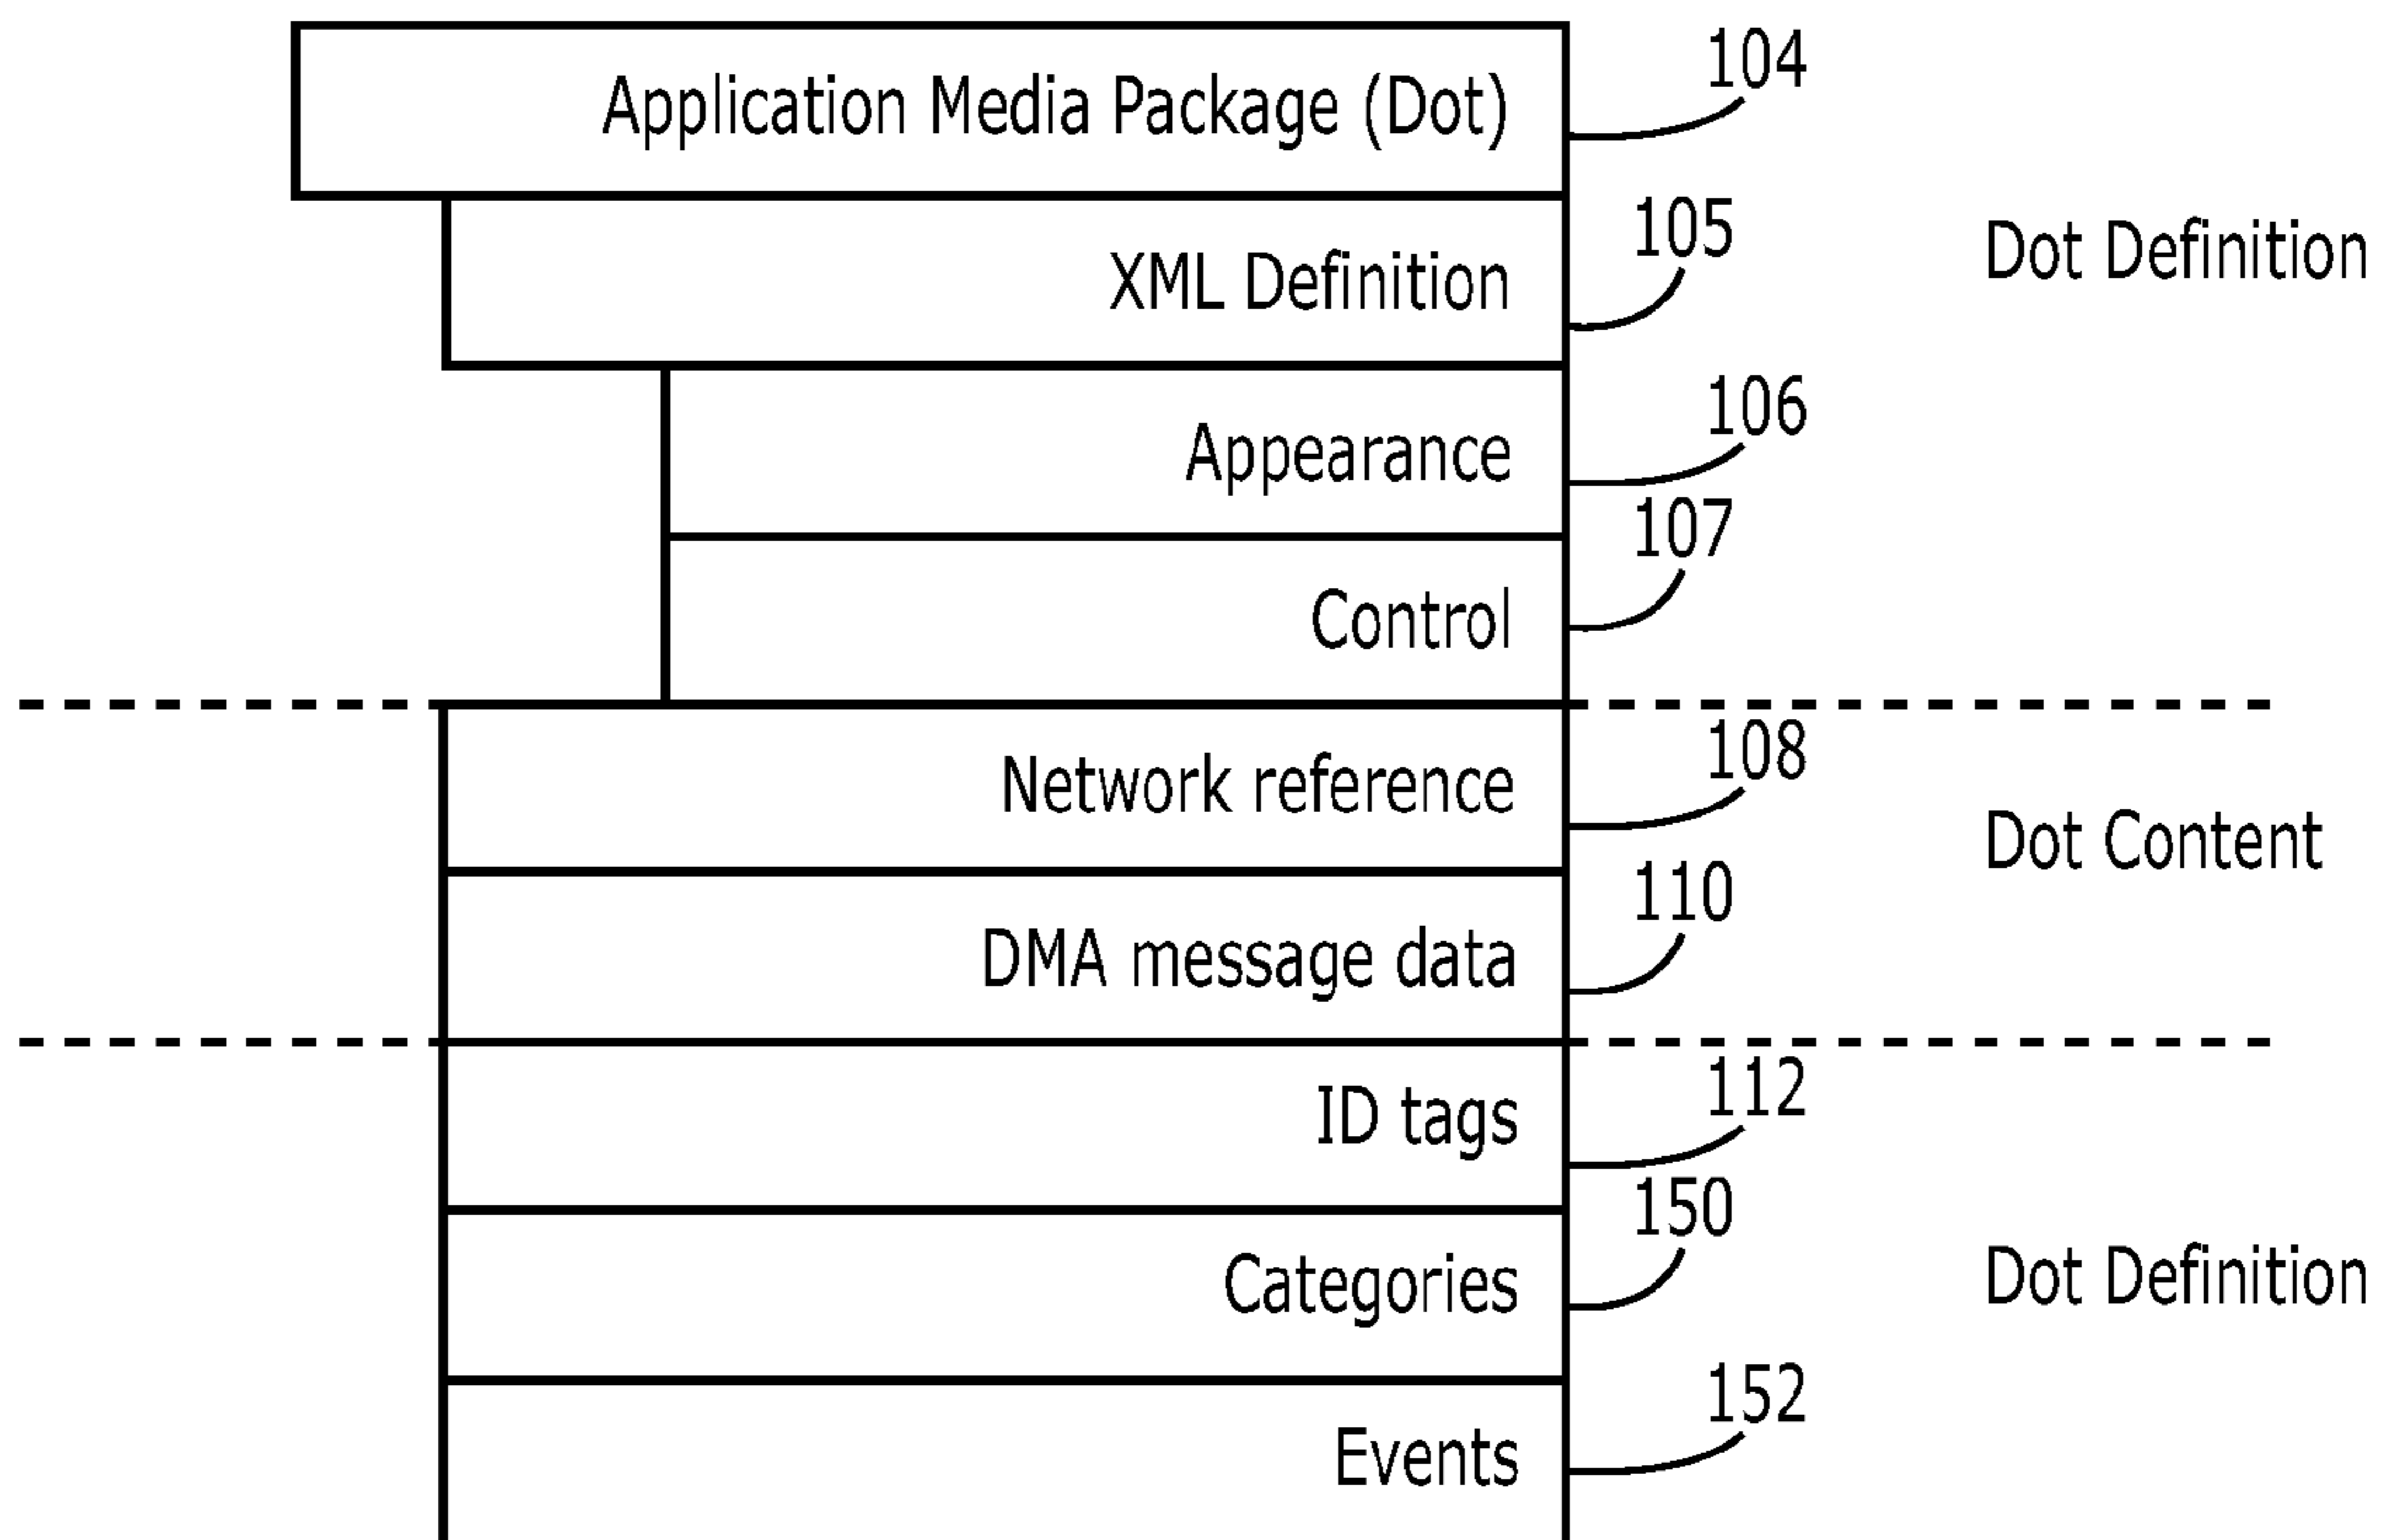 Application Media Package (Dot)
104
XML Definition
105
Dot Definition
Appearance
106
Control
107
Network reference
108
Dot Content
DMA message data
110
ID tags
112
Categories
150
Dot Definition
Events
152